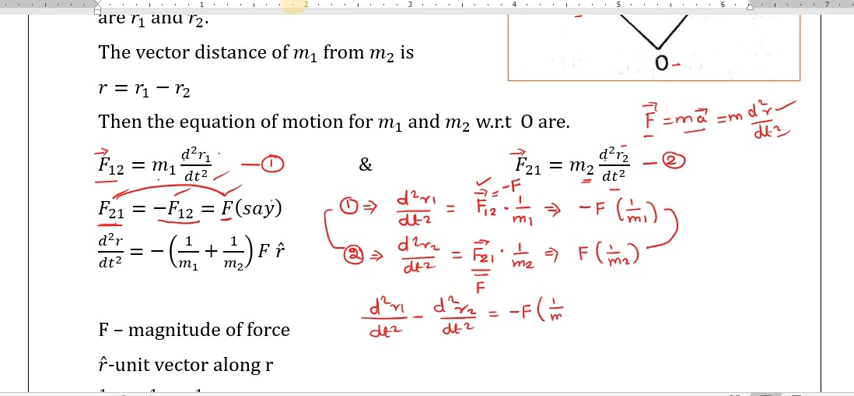 are r₁ and r₂.
The vector distance of m₁ from m₂ is
r = r₁ − r₂
O
Then the equation of motion for m₁ and m₂ w.r.t O are.
F⃗ = ma⃗ = m d²r/dt²
F⃗₁₂ = m₁ d²r₁/dt² — ① & F⃗₂₁ = m₂ d²r₂/dt² — ②
F₂₁ = −F₁₂ = F(say)
① ⇒ d²r₁/dt² = F⃗₁₂ · 1/m₁ ⇒ −F (1/m₁)
= −F
d²r/dt² = −(1/m₁ + 1/m₂) F r̂
② ⇒ d²r₂/dt² = F⃗₂₁ · 1/m₂ ⇒ F (1/m₂)
F
d²r₁/dt² − d²r₂/dt² = −F (1/m
F – magnitude of force
r̂-unit vector along r